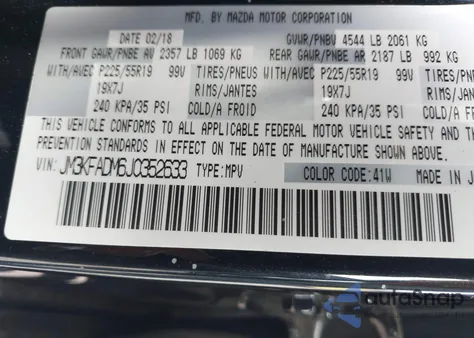 MFD. BY MAZDA MOTOR CORPORATION
DATE 02/18 GVWR/PNBV 4544 LB 2061 KG
FRONT GAWR/PNBE AV 2357 LB 1069 KG REAR GAWR/PNBE AR 2187 LB 992 KG
WITH/AVEC P225/55R19 99V TIRES/PNEUS WITH/AVEC P225/55R19 99V
19X7J RIMS/JANTES 19X7J
240 KPA/35 PSI COLD/A FROID 240 KPA/35 PSI COLD/A
THIS VEHICLE CONFORMS TO ALL APPLICABLE FEDERAL MOTOR VEHICLE SAFETY
PREVENTION STANDARDS IN EFFECT ON THE DATE OF MANUFACTURE SHOWN ABOVE.
VIN: JM3KFADM6J0352633 TYPE: MPV COLOR CODE: 41W MADE IN J
autoSnap